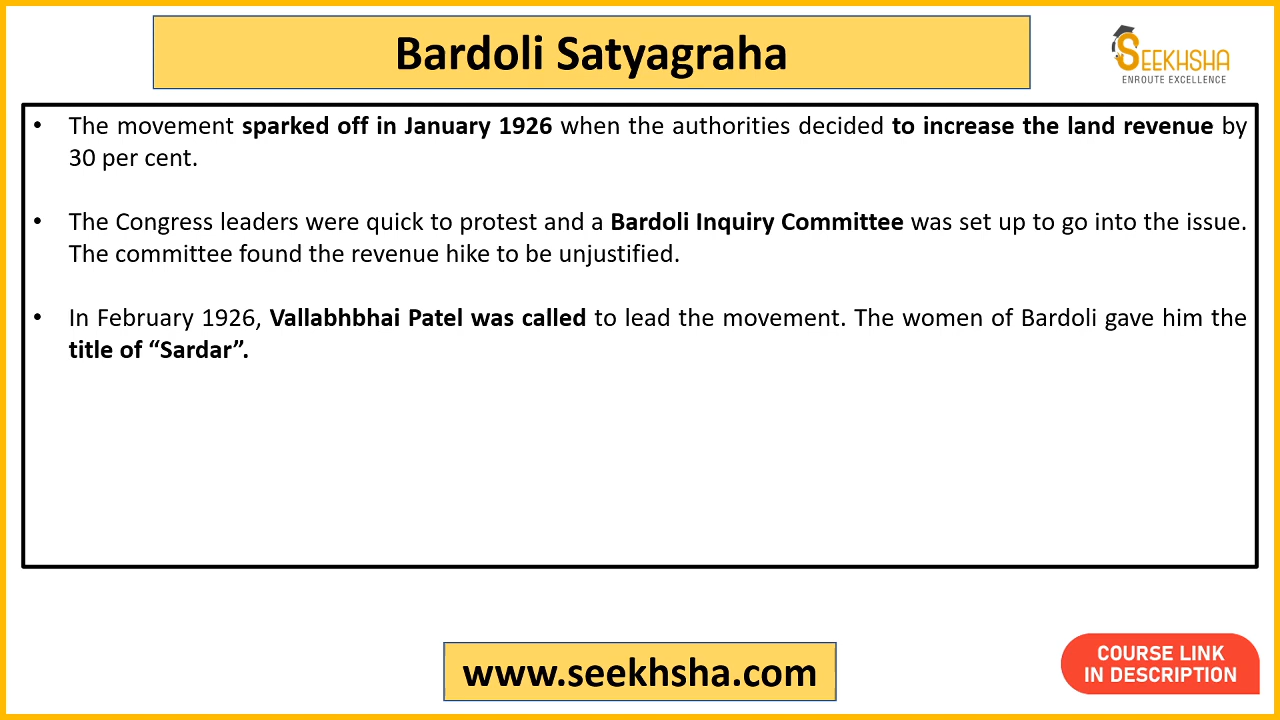 Bardoli Satyagraha
SEEKHSHA
ENROUTE EXCELLENCE
• The movement sparked off in January 1926 when the authorities decided to increase the land revenue by
30 per cent.
• The Congress leaders were quick to protest and a Bardoli Inquiry Committee was set up to go into the issue.
The committee found the revenue hike to be unjustified.
• In February 1926, Vallabhbhai Patel was called to lead the movement. The women of Bardoli gave him the
title of “Sardar”.
www.seekhsha.com
COURSE LINK
IN DESCRIPTION